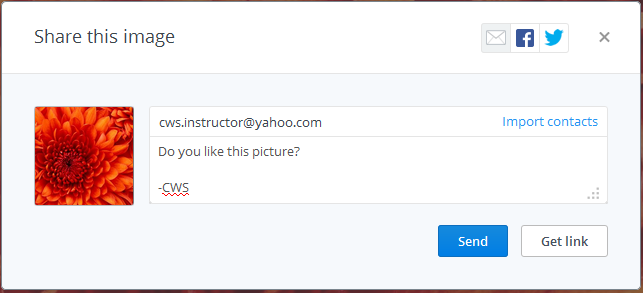 Share this image
cws.instructor@yahoo.com Import contacts
Do you like this picture?
-CWS
Send Get link